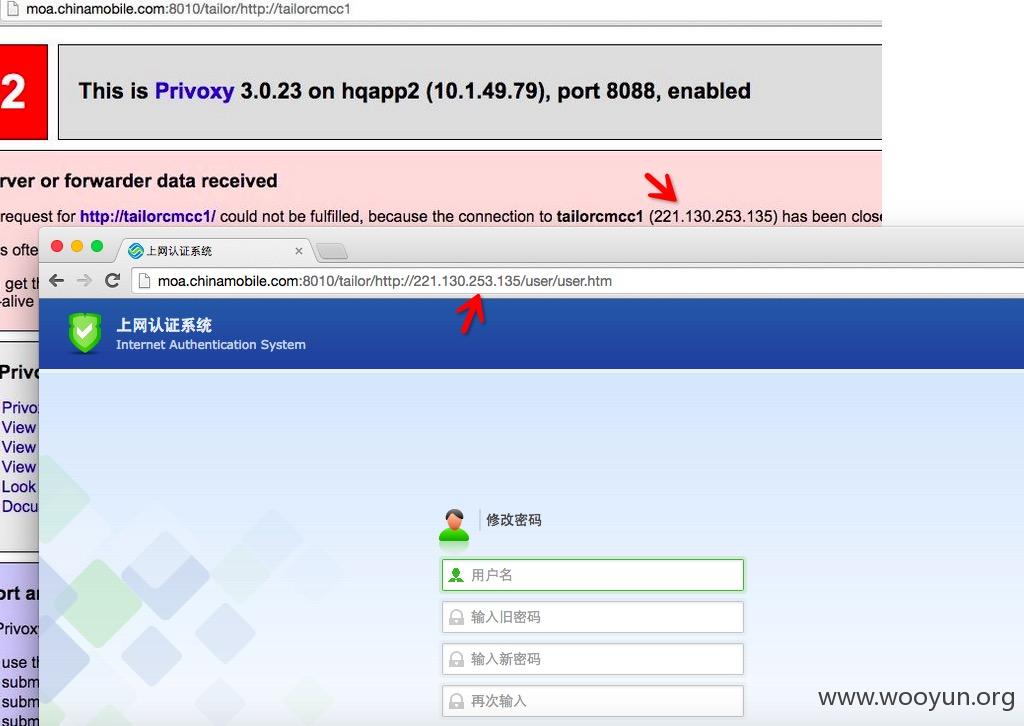 moa.chinamobile.com:8010/tailor/http://tailorcmcc1
2
This is Privoxy 3.0.23 on hqapp2 (10.1.49.79), port 8088, enabled
rver or forwarder data received
request for http://tailorcmcc1/ could not be fulfilled, because the connection to tailorcmcc1 (221.130.253.135) has been close
s ofte
get th
-alive
上网认证系统
moa.chinamobile.com:8010/tailor/http://221.130.253.135/user/user.htm
上网认证系统
Internet Authentication System
Privo
Privox
View
View
View
Look
Docu
修改密码
用户名
输入旧密码
输入新密码
再次输入
ort an
Privoxy
use th
subm
subm
subm
www.wooyun.org